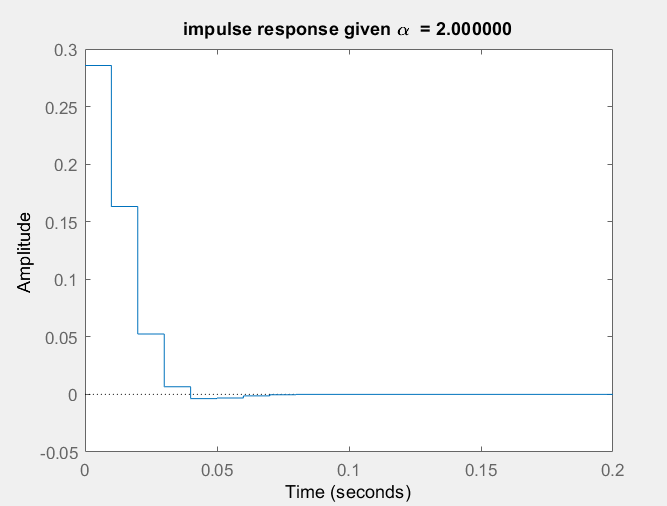 impulse response given α = 2.000000
0.3
0.25
0.2
0.15
0.1
0.05
0
-0.05
Amplitude
0 0.05 0.1 0.15 0.2
Time (seconds)